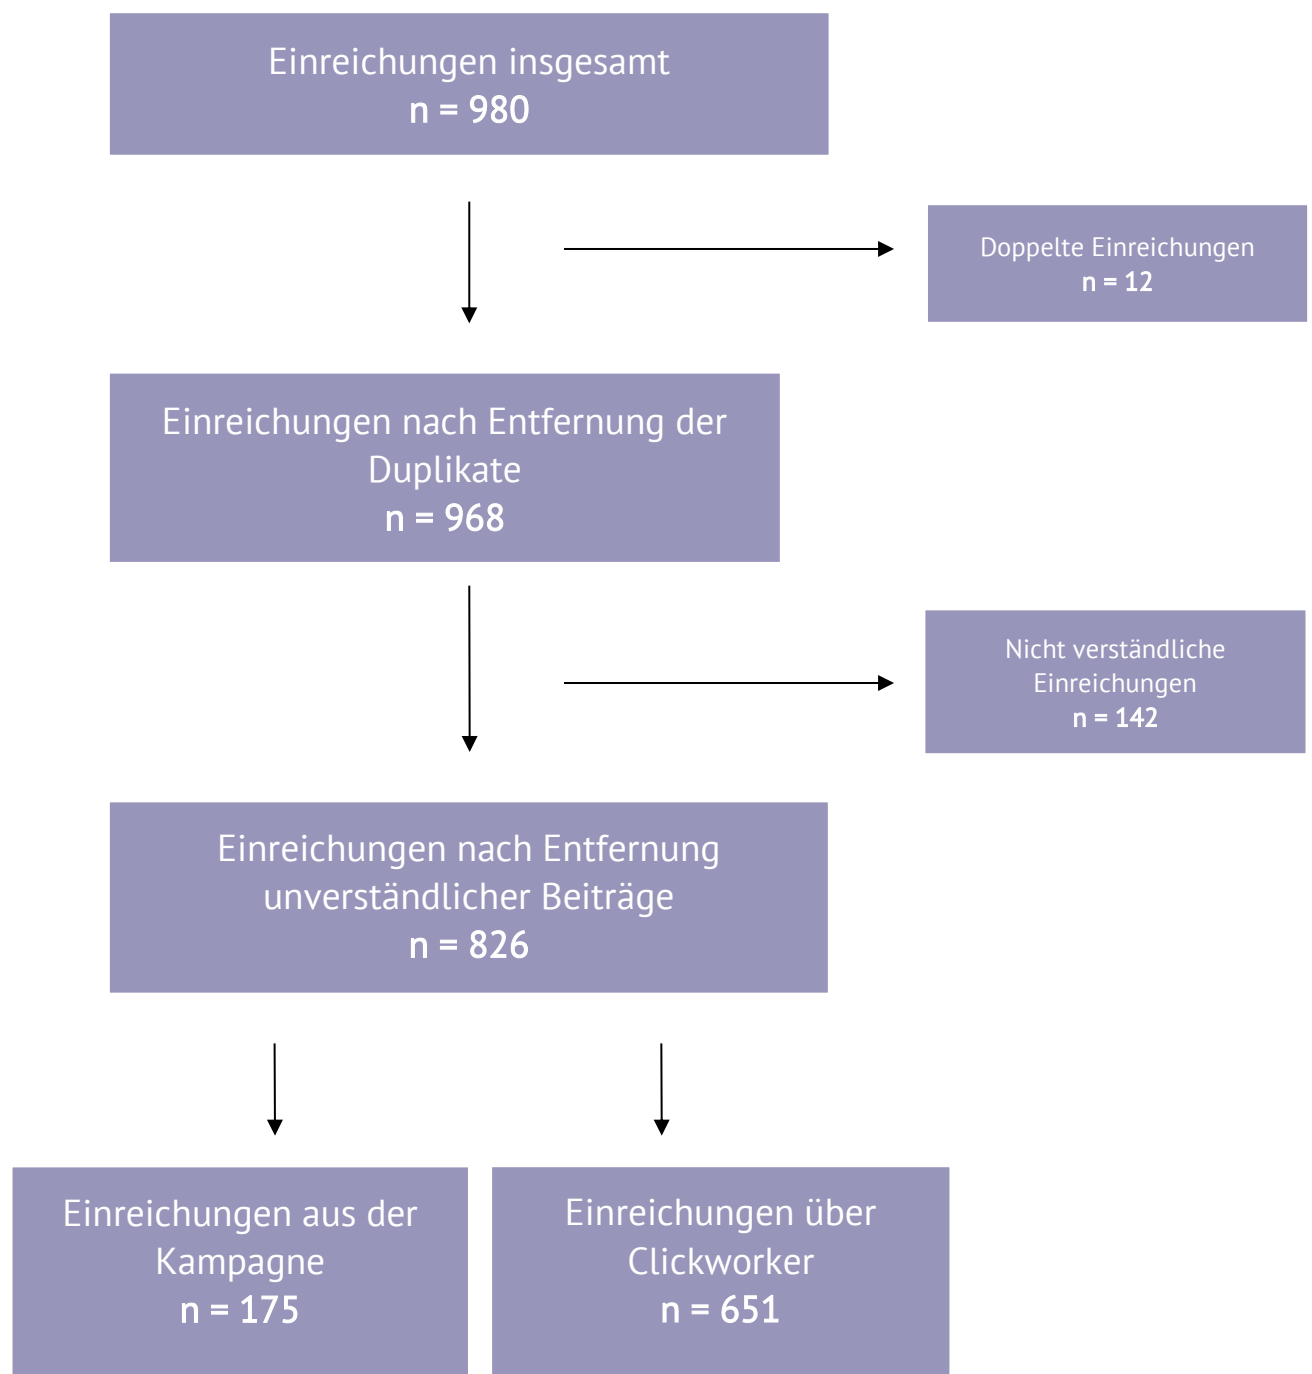 Einreichungen insgesamt
n = 980
Doppelte Einreichungen
n = 12
Einreichungen nach Entfernung der
Duplikate
n = 968
Nicht verständliche
Einreichungen
n = 142
Einreichungen nach Entfernung
unverständlicher Beiträge
n = 826
Einreichungen aus der
Kampagne
n = 175
Einreichungen über
Clickworker
n = 651